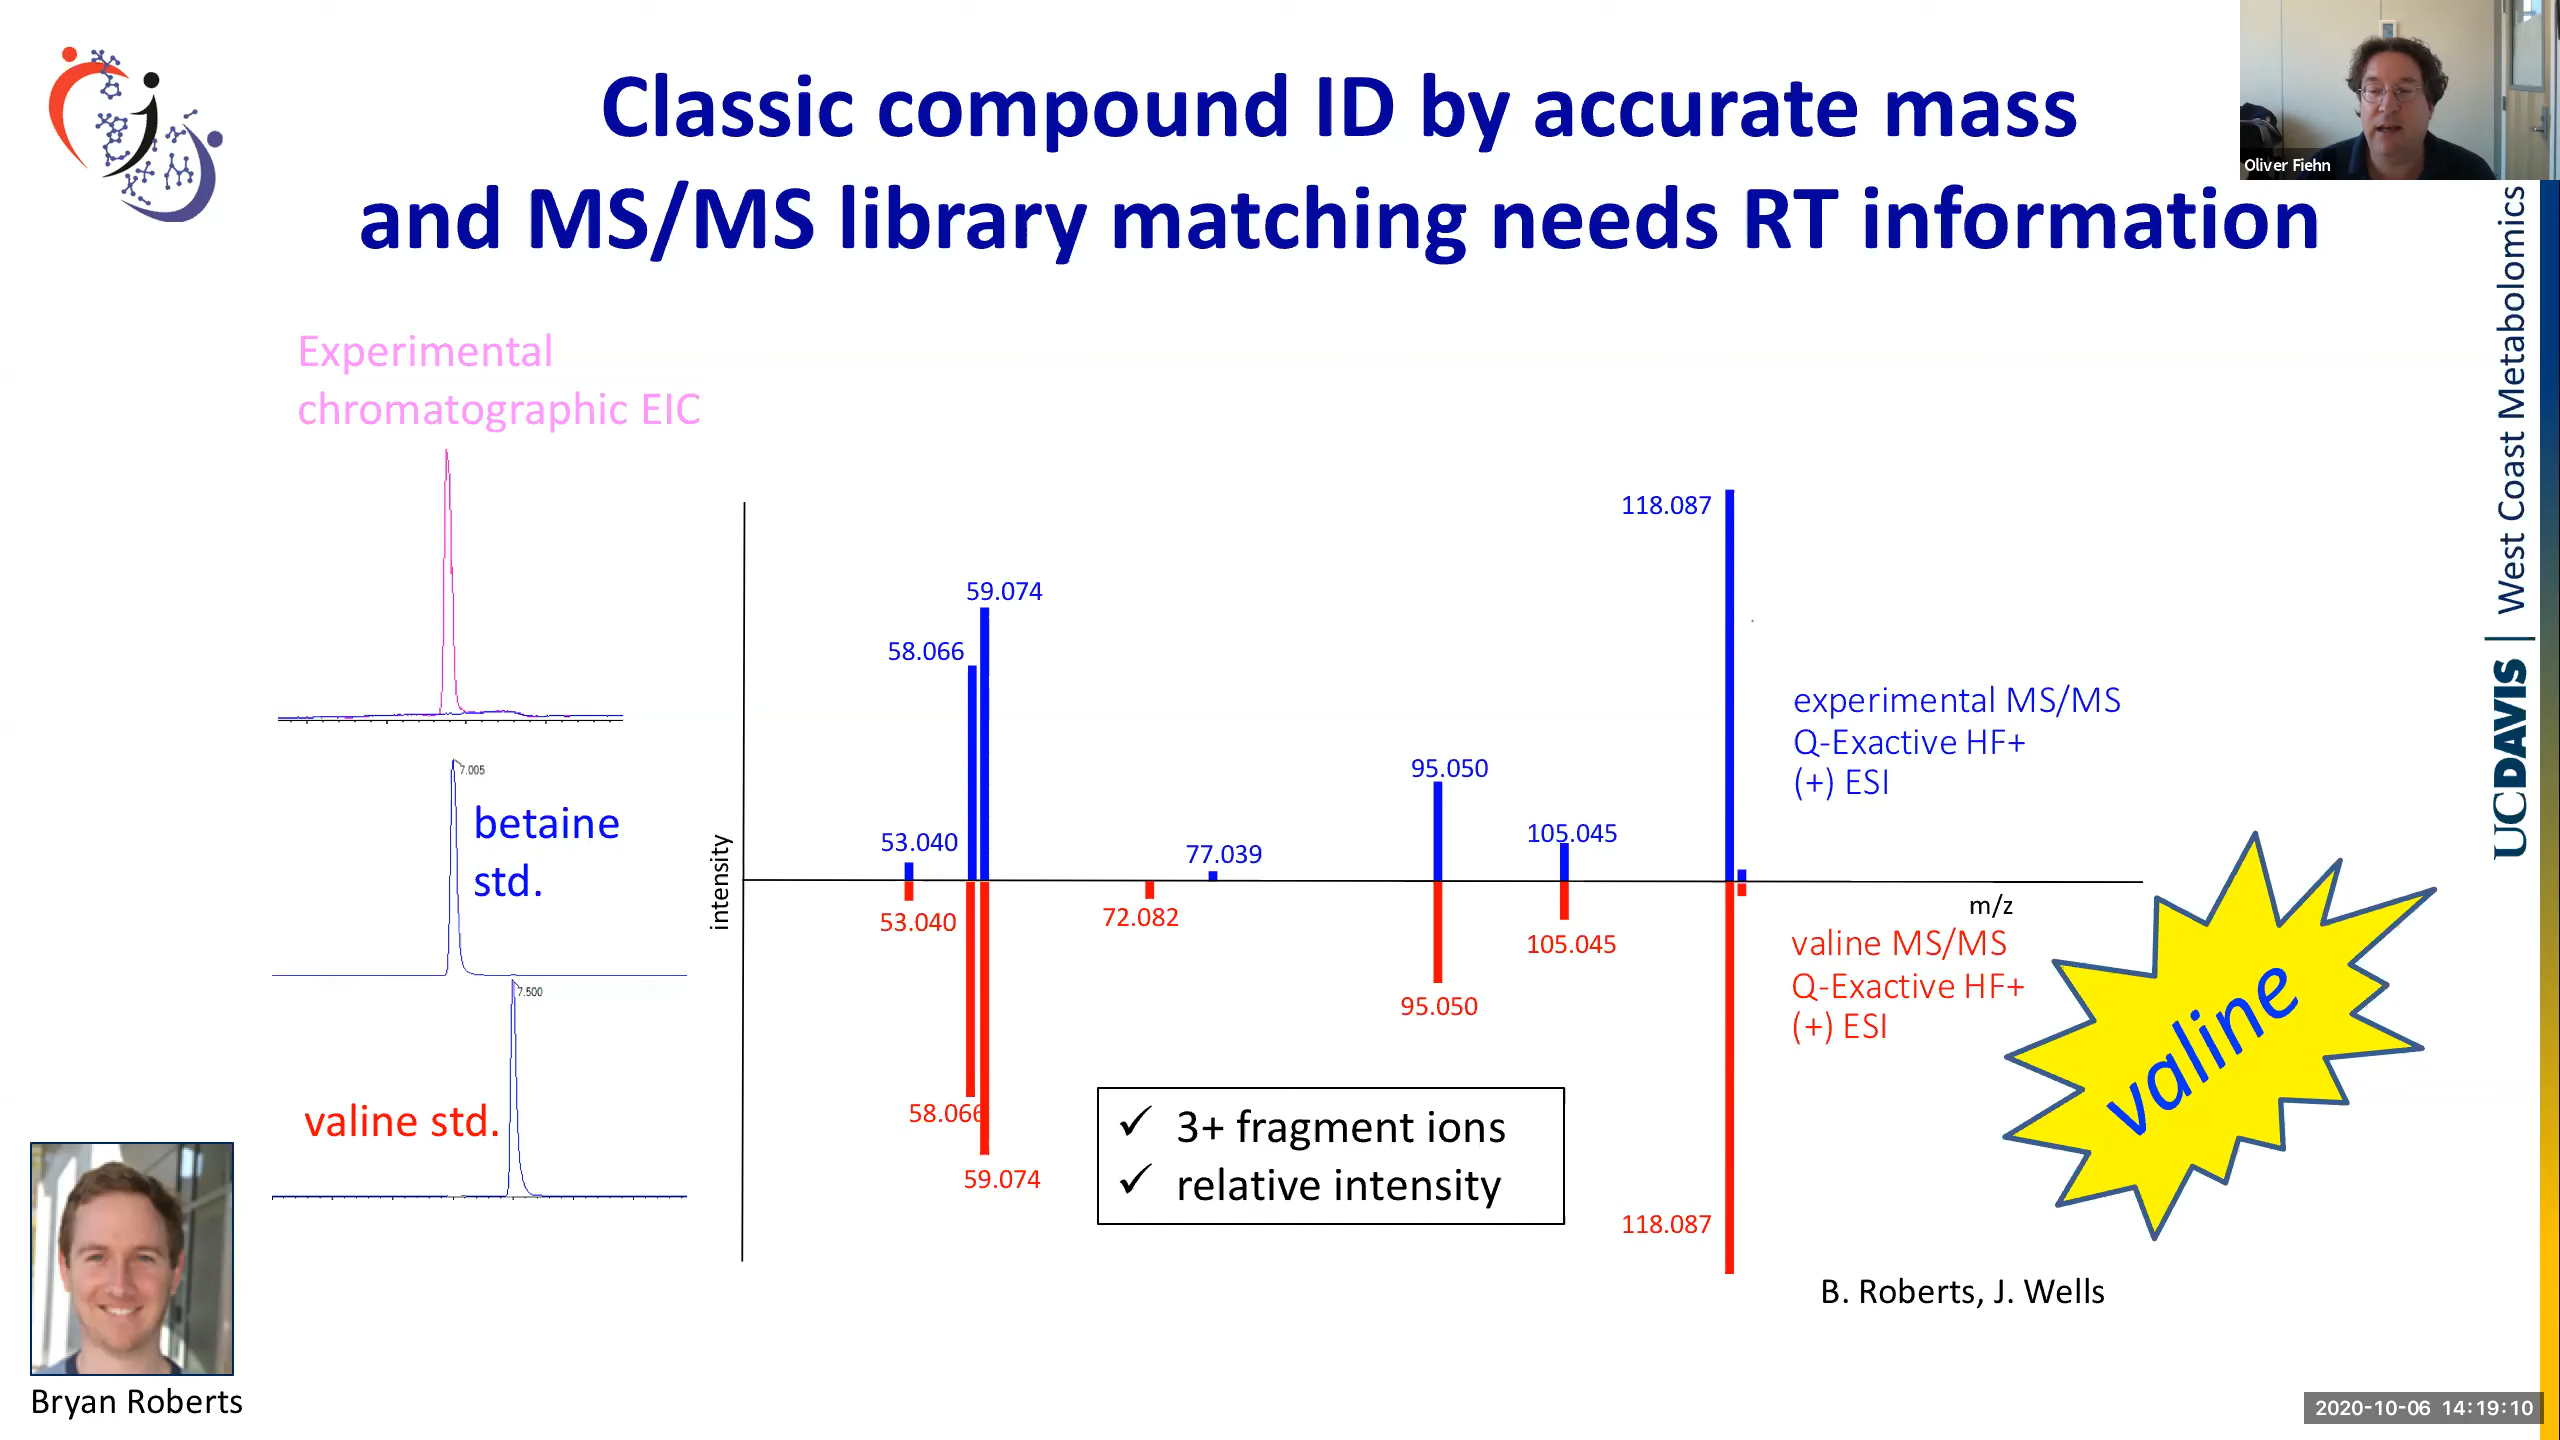 Classic compound ID by accurate mass
and MS/MS library matching needs RT information
Oliver Fiehn
UCDAVIS | West Coast Metabolomics
Experimental
chromatographic EIC
7.005
betaine
std.
7.500
valine std.
intensity
118.087
59.074
58.066
53.040
77.039
95.050
105.045
m/z
53.040
72.082
105.045
95.050
58.066
59.074
118.087
experimental MS/MS
Q-Exactive HF+
(+) ESI
valine MS/MS
Q-Exactive HF+
(+) ESI
valine
✓ 3+ fragment ions
✓ relative intensity
B. Roberts, J. Wells
Bryan Roberts
2020-10-06 14:19:10